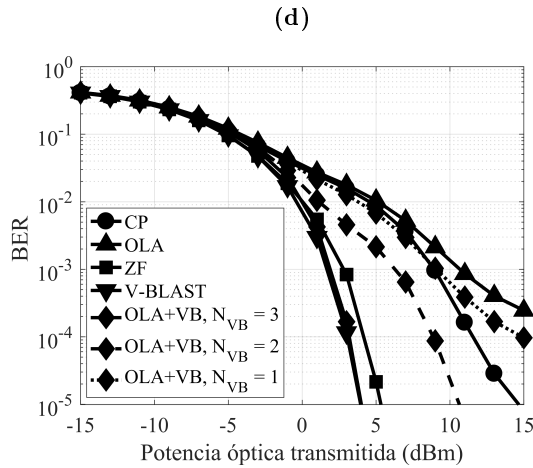 (d)
BER
10^0
10^-1
10^-2
10^-3
10^-4
10^-5
CP
OLA
ZF
V-BLAST
OLA+VB, N_VB = 3
OLA+VB, N_VB = 2
OLA+VB, N_VB = 1
-15 -10 -5 0 5 10 15
Potencia óptica transmitida (dBm)